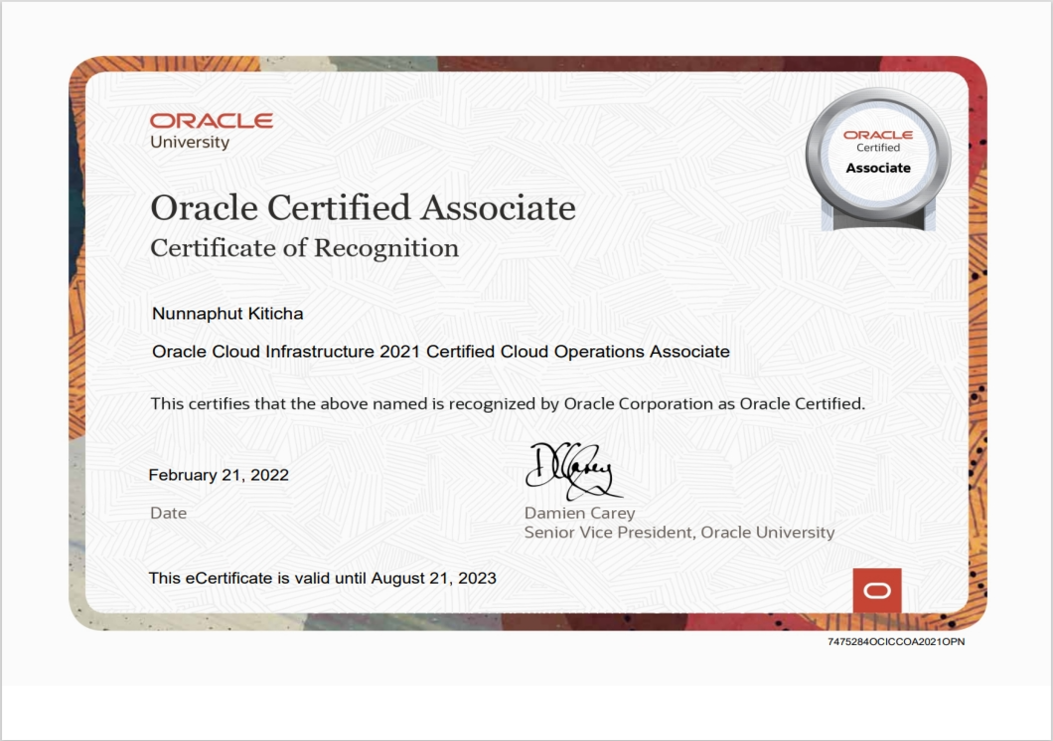 ORACLE
University
ORACLE
Certified
Associate
Oracle Certified Associate
Certificate of Recognition
Nunnaphut Kiticha
Oracle Cloud Infrastructure 2021 Certified Cloud Operations Associate
This certifies that the above named is recognized by Oracle Corporation as Oracle Certified.
DCCarey
February 21, 2022
Date
Damien Carey
Senior Vice President, Oracle University
This eCertificate is valid until August 21, 2023
7475284OCICCOA2021OPN